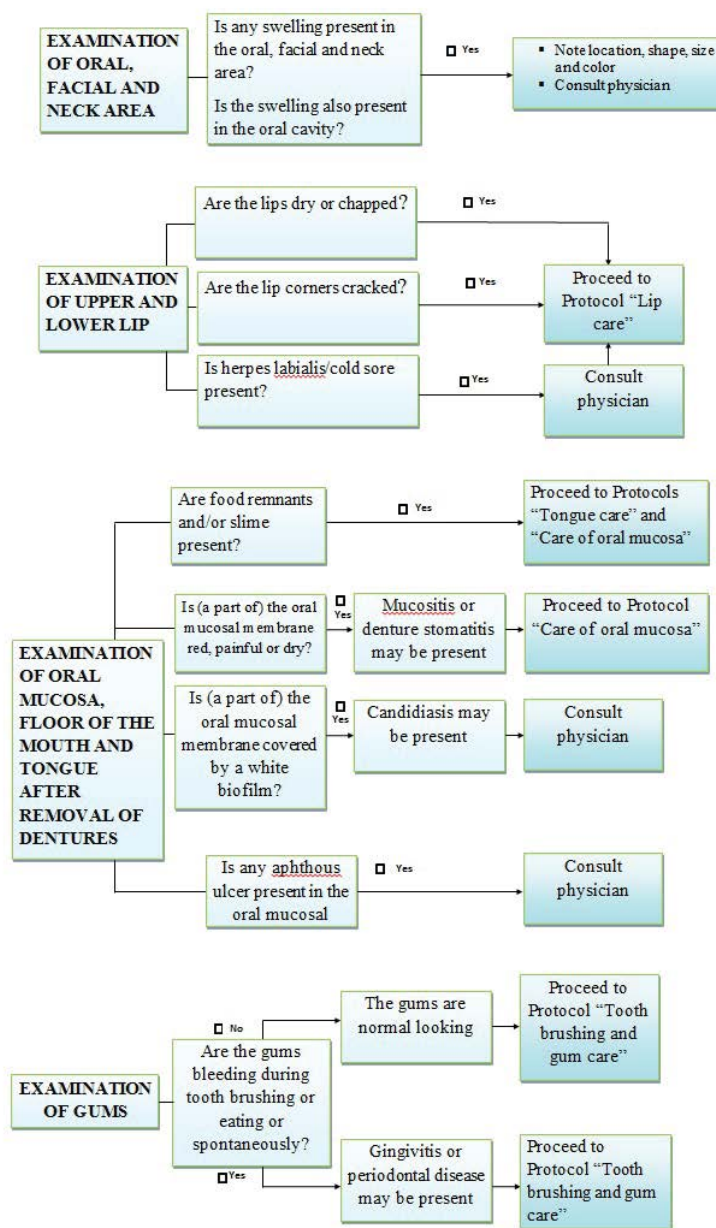 EXAMINATION
OF ORAL,
FACIAL AND
NECK AREA
Is any swelling present in
the oral, facial and neck
area?
Is the swelling also present
in the oral cavity?
Yes
▪ Note location, shape, size
and color
▪ Consult physician
EXAMINATION
OF UPPER AND
LOWER LIP
Are the lips dry or chapped?
Yes
Are the lip corners cracked?
Yes
Proceed to
Protocol “Lip
care”
Is herpes labialis/cold sore
present?
Yes
Consult
physician
EXAMINATION
OF ORAL
MUCOSA,
FLOOR OF THE
MOUTH AND
TONGUE
AFTER
REMOVAL OF
DENTURES
Are food remnants
and/or slime
present?
Yes
Proceed to Protocols
“Tongue care” and
“Care of oral mucosa”
Is (a part of) the oral
mucosal membrane
red, painful or dry?
Yes
Mucositis or
denture stomatitis
may be present
Proceed to Protocol
“Care of oral mucosa”
Is (a part of) the
oral mucosal
membrane covered
by a white
biofilm?
Yes
Candidiasis may
be present
Consult
physician
Is any aphthous
ulcer present in the
oral mucosal
Yes
Consult
physician
EXAMINATION
OF GUMS
Are the gums
bleeding during
tooth brushing or
eating or
spontaneously?
No
The gums are
normal looking
Proceed to
Protocol “Tooth
brushing and
gum care”
Yes
Gingivitis or
periodontal disease
may be present
Proceed to
Protocol “Tooth
brushing and gum
care”